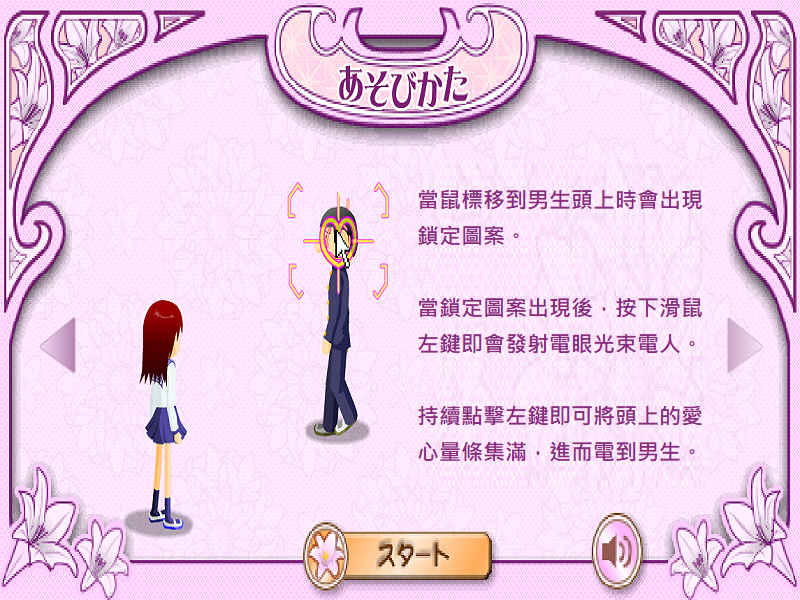 あそびかた
當鼠標移到男生頭上時會出現
鎖定圖案。
當鎖定圖案出現後，按下滑鼠
左鍵即會發射電眼光束電人。
持續點擊左鍵即可將頭上的愛
心量條集滿，進而電到男生。
スタート